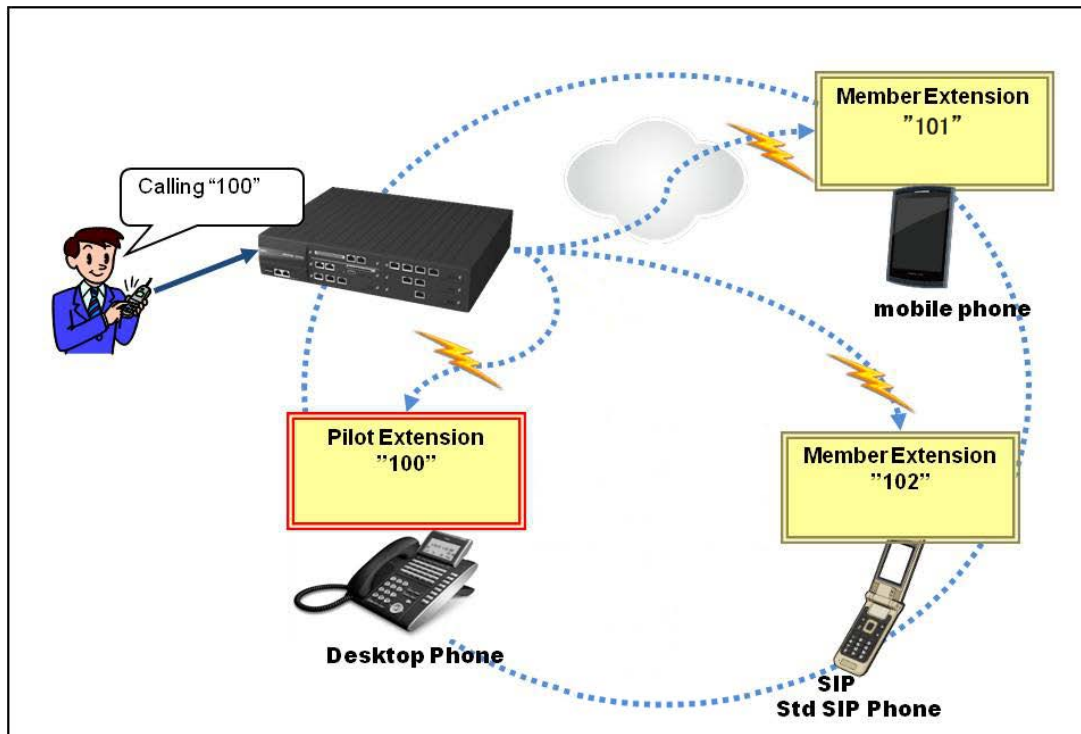 Calling “100”
Member Extension
”101”
mobile phone
Pilot Extension
”100”
Desktop Phone
Member Extension
”102”
SIP
Std SIP Phone